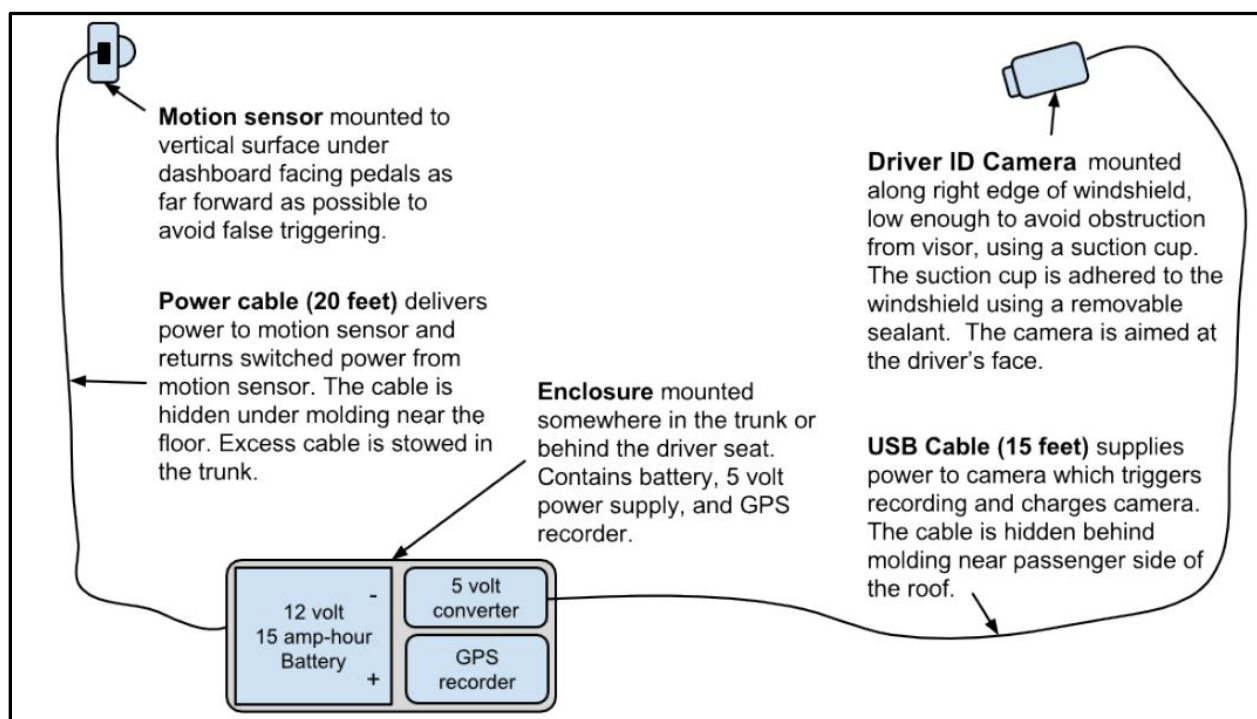 Motion sensor mounted to
vertical surface under
dashboard facing pedals as
far forward as possible to
avoid false triggering.
Power cable (20 feet) delivers
power to motion sensor and
returns switched power from
motion sensor. The cable is
hidden under molding near the
floor. Excess cable is stowed in
the trunk.
Enclosure mounted
somewhere in the trunk or
behind the driver seat.
Contains battery, 5 volt
power supply, and GPS
recorder.
Driver ID Camera mounted
along right edge of windshield,
low enough to avoid obstruction
from visor, using a suction cup.
The suction cup is adhered to the
windshield using a removable
sealant. The camera is aimed at
the driver's face.
USB Cable (15 feet) supplies
power to camera which triggers
recording and charges camera.
The cable is hidden behind
molding near passenger side of
the roof.
-
12 volt
15 amp-hour
Battery
+
5 volt
converter
GPS
recorder